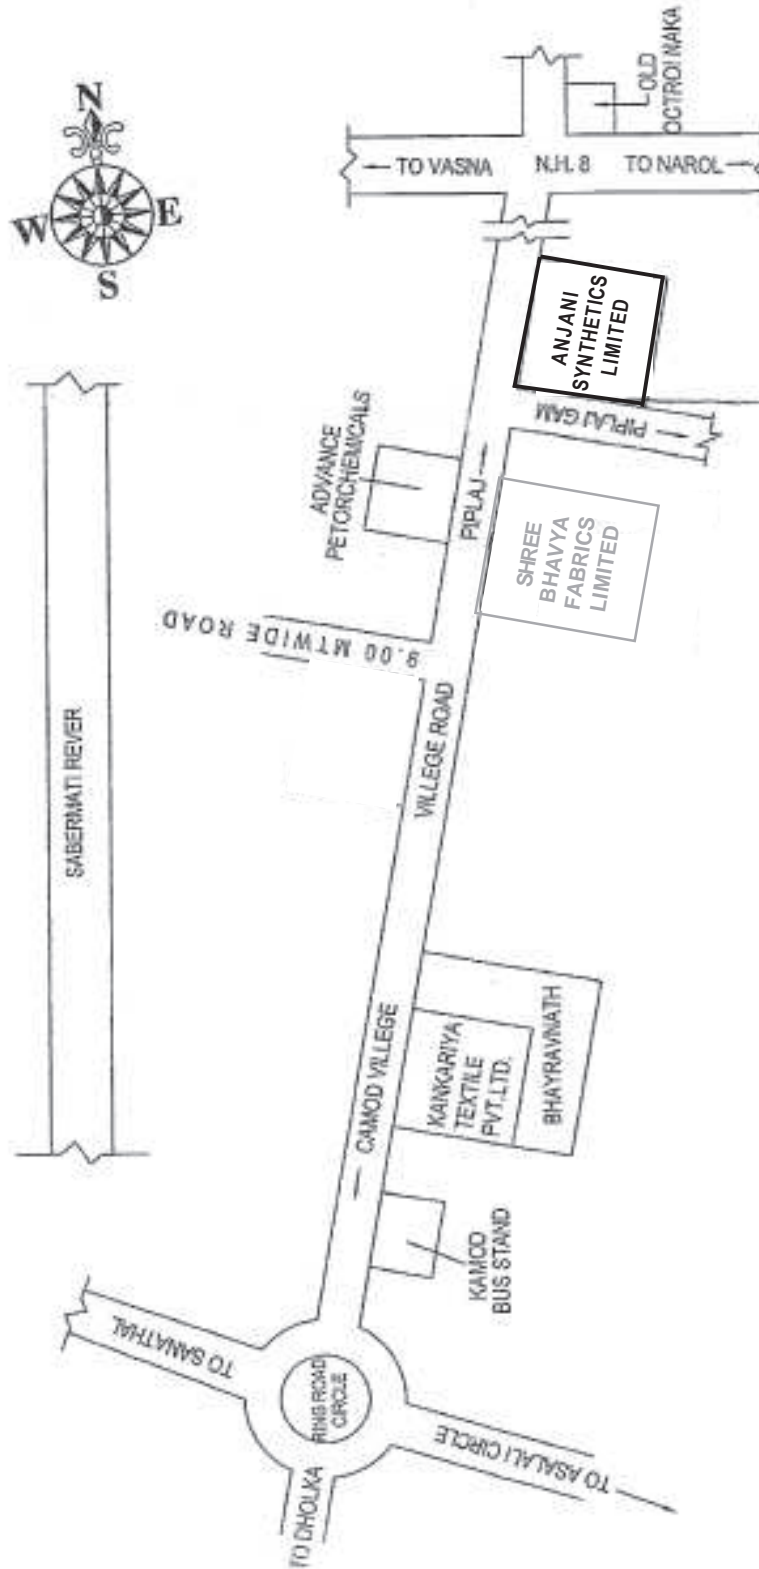 N
W
E
S
OLD
OCTROI NAKA
TO VASNA
N.H. 8
TO NAROL
ANJANI
SYNTHETICS
LIMITED
PIPLAJ GAM
ADVANCE
PETORCHEMICALS
PIPLAJ
SHREE
BHAVYA
FABRICS
LIMITED
9.00 MTWIDE ROAD
SABERMATI REVER
VILLEGE ROAD
CAMOD VILLEGE
KANKARIYA
TEXTILE
PVT.LTD.
BHAYRAVNATH
KAMOD
BUS STAND
TO SANATHAL
RING ROAD
CIRCLE
TO ASALALI CIRCLE
TO DHOLKA